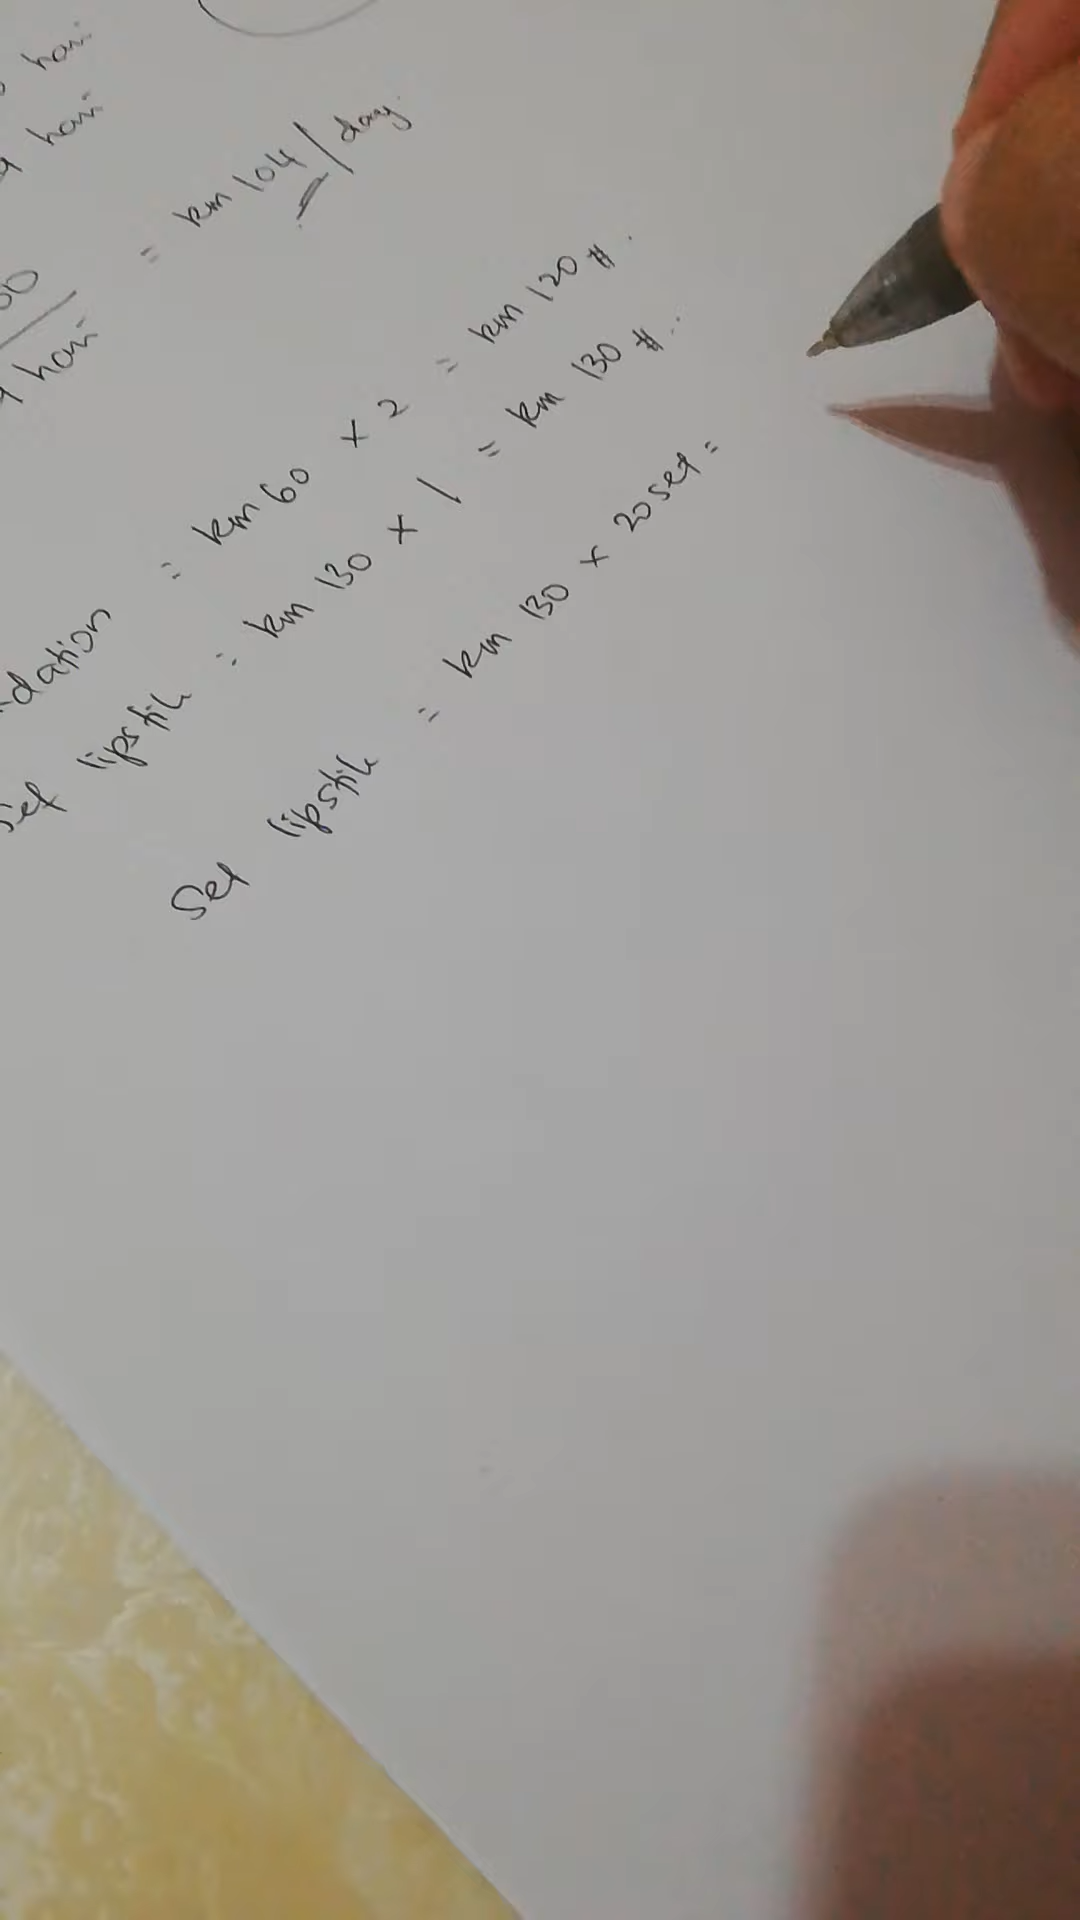 hari
hari
= RM 104/day.
00
hari
dation = RM 60 x 2 = RM 120 #.
Set lipstik = RM 130 x 1 = RM 130 #..
Set lipstik = RM 130 x 20 set =